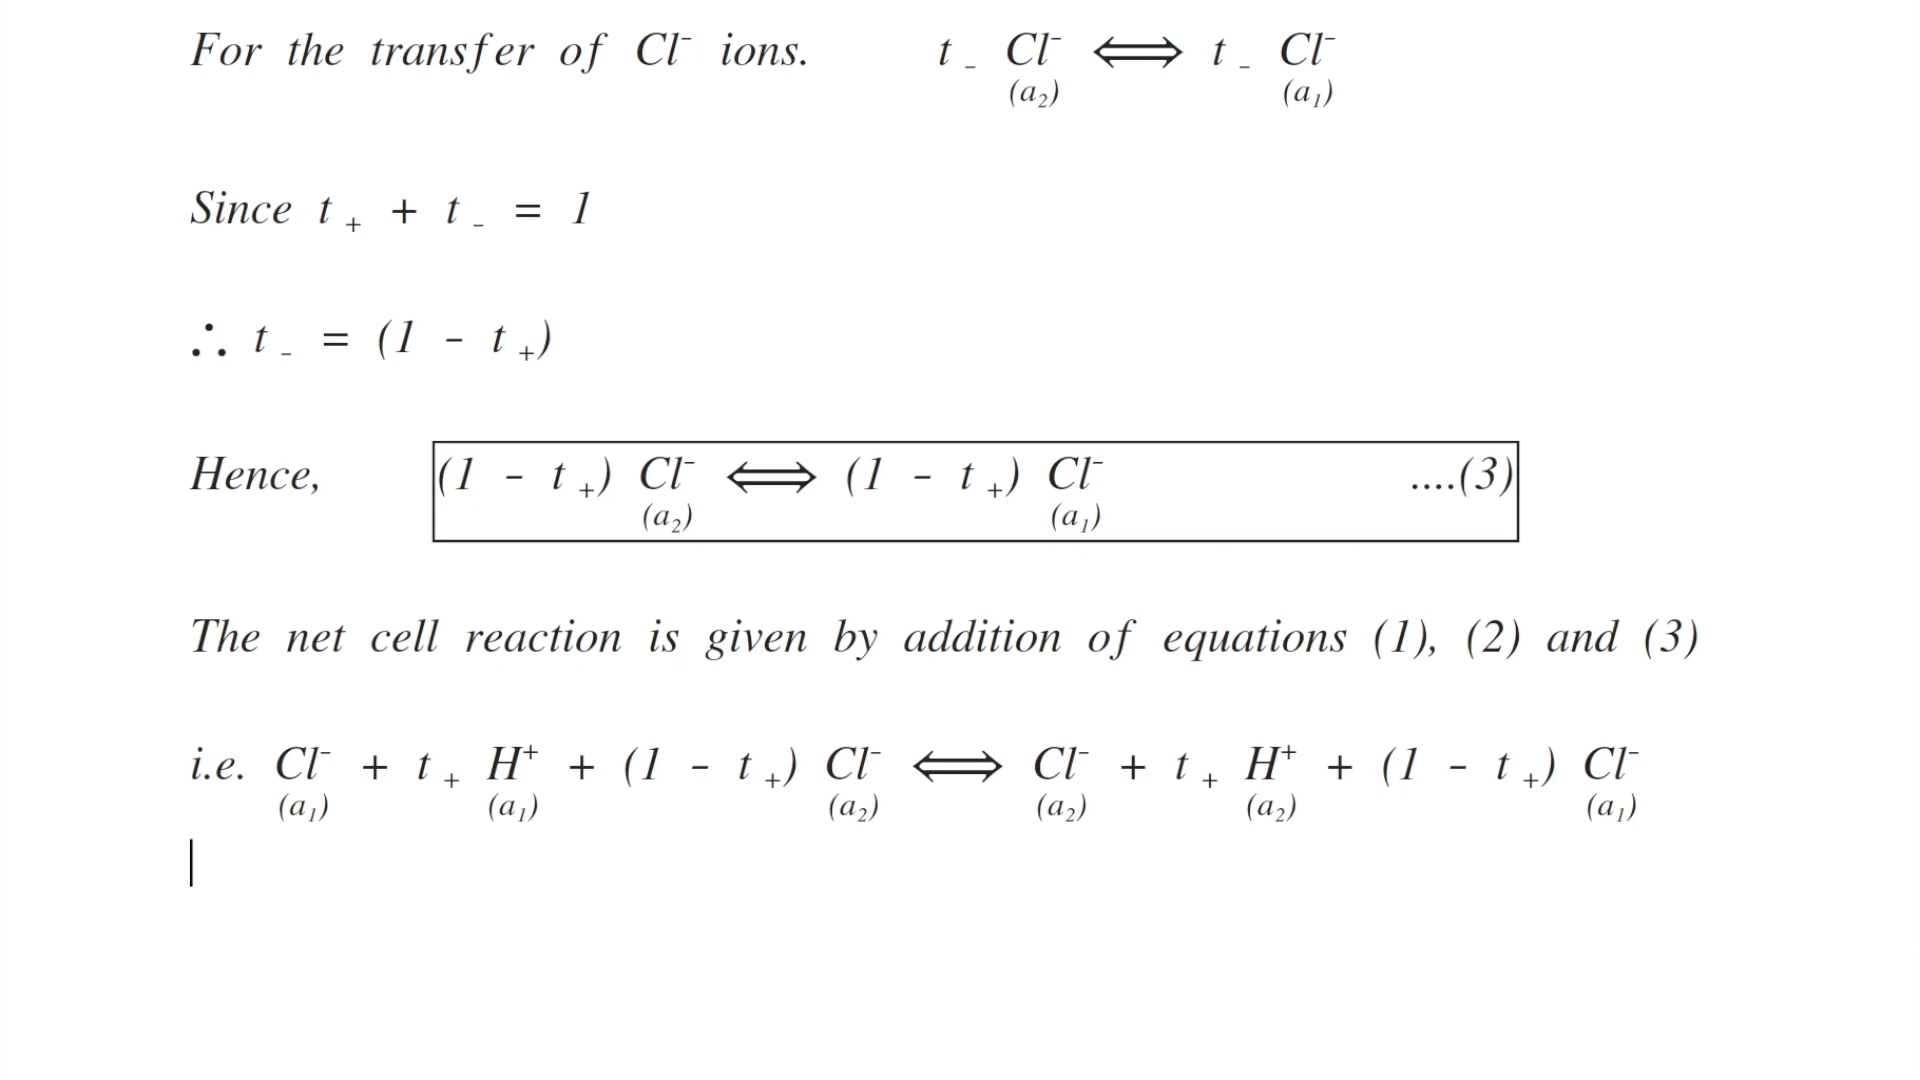 For the transfer of Cl⁻ ions. t ₋ Cl⁻ ⟺ t ₋ Cl⁻
(a₂) (a₁)
Since t ₊ + t ₋ = 1
∴ t ₋ = (1 - t ₊)
Hence, (1 - t ₊) Cl⁻ ⟺ (1 - t ₊) Cl⁻ ....(3)
(a₂) (a₁)
The net cell reaction is given by addition of equations (1), (2) and (3)
i.e. Cl⁻ + t ₊ H⁺ + (1 - t ₊) Cl⁻ ⟺ Cl⁻ + t ₊ H⁺ + (1 - t ₊) Cl⁻
(a₁) (a₁) (a₂) (a₂) (a₂) (a₁)